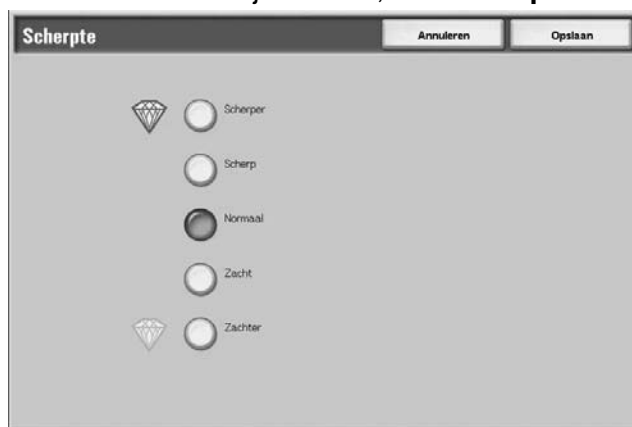 Scherpte Annuleren Opslaan
Scherper
Scherp
Normaal
Zacht
Zachter